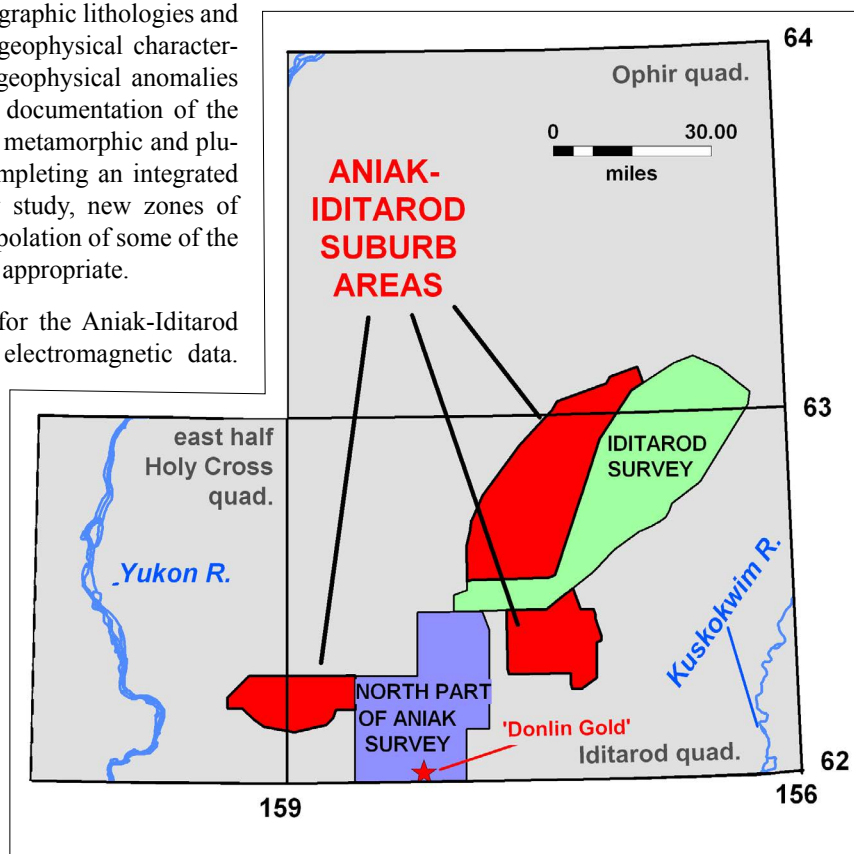 graphic lithologies and
geophysical character-
geophysical anomalies
documentation of the
metamorphic and plu-
mpleting an integrated
study, new zones of
polation of some of the
appropriate.
for the Aniak-Iditarod
electromagnetic data.
64
Ophir quad.
0 30.00
miles
ANIAK-
IDITAROD
SUBURB
AREAS
63
east half
Holy Cross
quad.
IDITAROD
SURVEY
Yukon R.
Kuskokwim R.
NORTH PART
OF ANIAK
SURVEY
'Donlin Gold'
Iditarod quad.
62
159
156